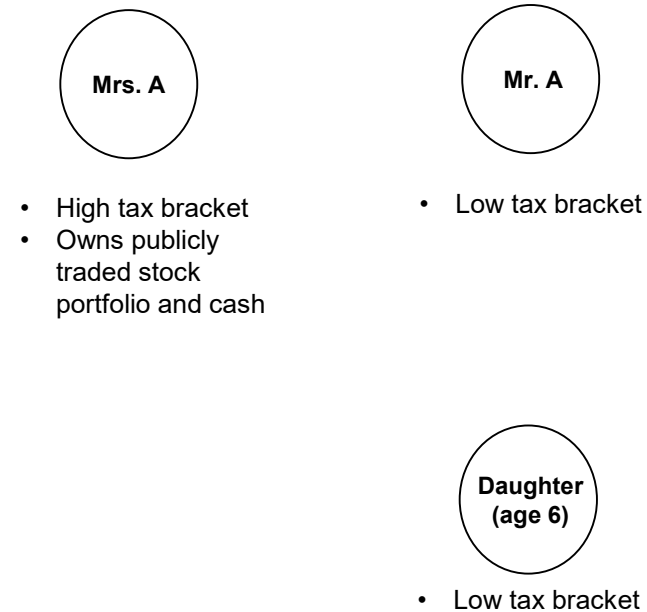 Mrs. A
• High tax bracket
• Owns publicly
traded stock
portfolio and cash
Mr. A
• Low tax bracket
Daughter
(age 6)
• Low tax bracket